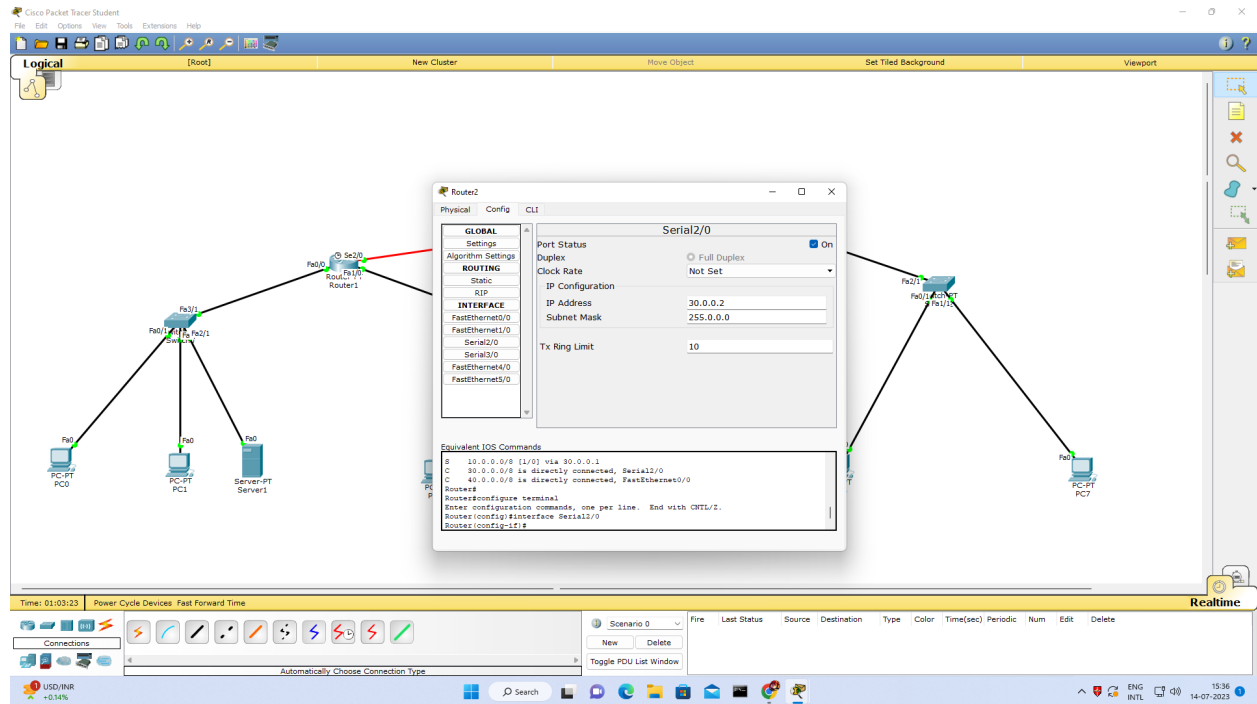 Cisco Packet Tracer Student
File Edit Options View Tools Extensions Help
Logical [Root] New Cluster Move Object Set Tiled Background Viewport
Router2
Physical Config CLI
GLOBAL
Settings
Algorithm Settings
ROUTING
Static
RIP
INTERFACE
FastEthernet0/0
FastEthernet1/0
Serial2/0
Serial3/0
FastEthernet4/0
FastEthernet5/0
Serial2/0
Port Status On
Duplex Full Duplex
Clock Rate Not Set
IP Configuration
IP Address 30.0.0.2
Subnet Mask 255.0.0.0
Tx Ring Limit 10
Equivalent IOS Commands
S 10.0.0.0/8 [1/0] via 30.0.0.1
C 30.0.0.0/8 is directly connected, Serial2/0
C 40.0.0.0/8 is directly connected, FastEthernet0/0
Router#
Router#configure terminal
Enter configuration commands, one per line. End with CNTL/Z.
Router(config)#interface Serial2/0
Router(config-if)#
Se2/0
Fa0/0
Fa1/0
Router1
Fa3/1
Fa0/1
Fa2/1
Fa0
PC-PT
PC0
Fa0
PC-PT
PC1
Fa0
Server-PT
Server1
Fa2/1
Fa0/1
Fa1/1
Fa0
PC-PT
PC7
Time: 01:03:23 Power Cycle Devices Fast Forward Time Realtime
Connections
Automatically Choose Connection Type
Scenario 0
New Delete
Toggle PDU List Window
Fire Last Status Source Destination Type Color Time(sec) Periodic Num Edit Delete
USD/INR
+0.14%
Search
ENG
INTL
15:36
14-07-2023